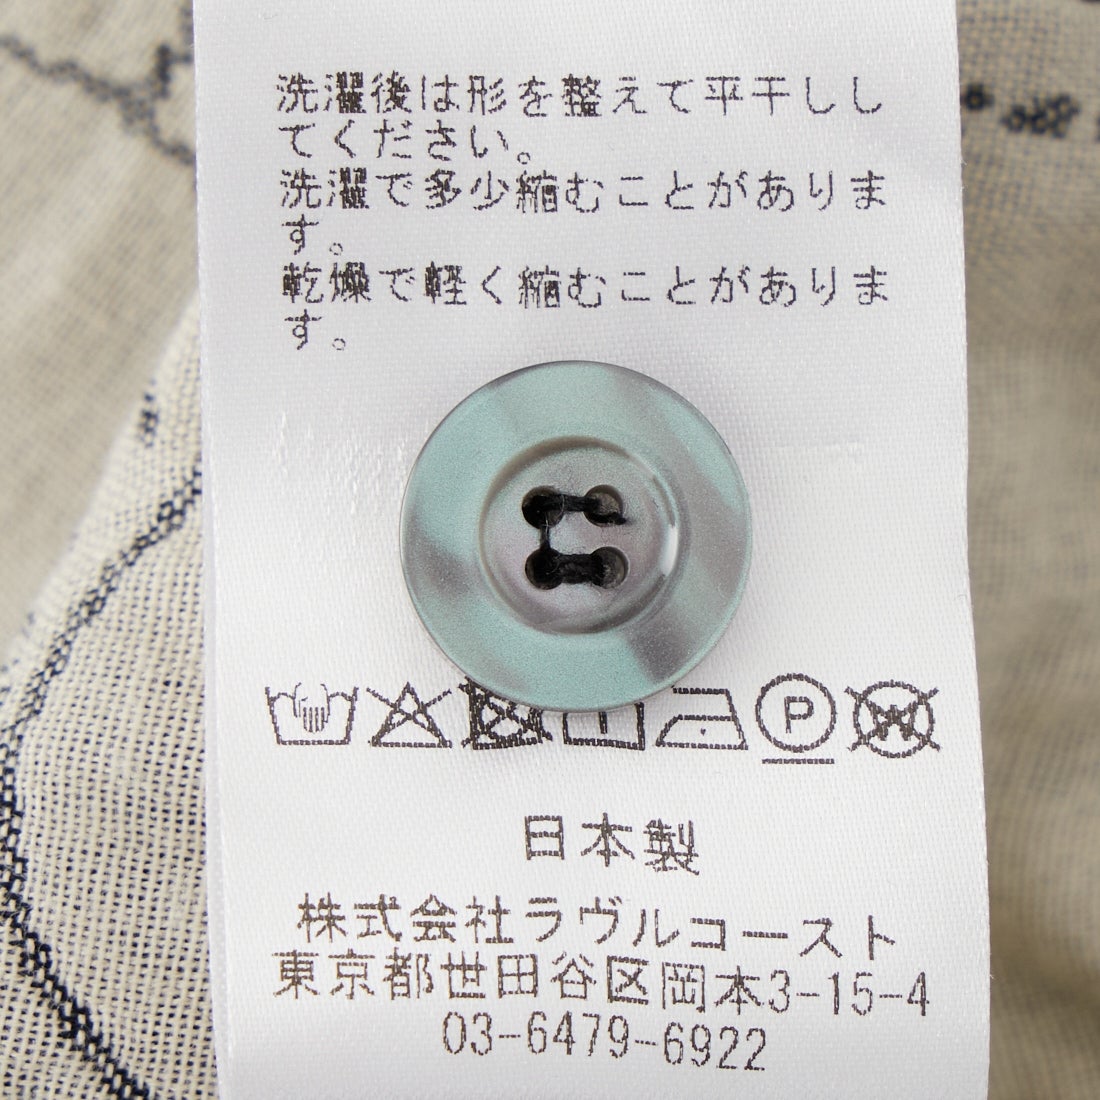 洗濯後は形を整えて平干しし
てください。
洗濯で多少縮むことがありま
す。
乾燥で軽く縮むことがありま
す。
P W
日本製
株式会社ラヴルコースト
東京都世田谷区岡本3-15-4
03-6479-6922